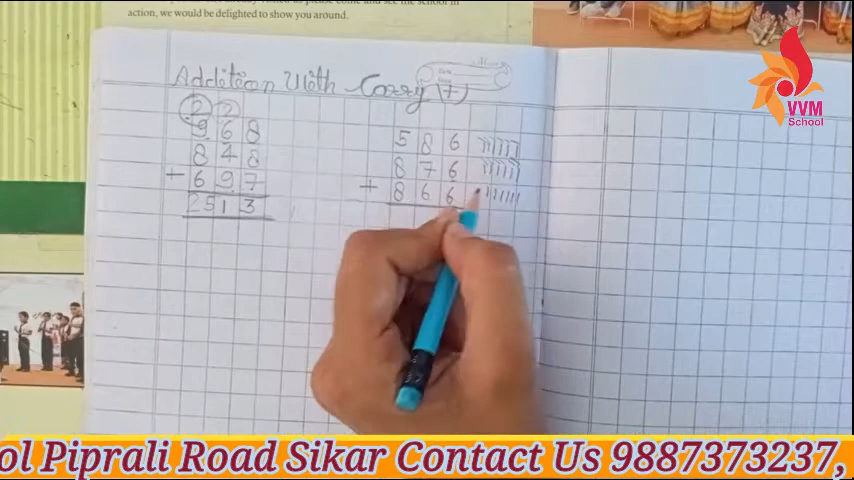 action, we would be delighted to show you around.
Addition With Carry (7)
2 2
9 6 8
8 4 8
+ 6 9 7
2 5 1 3
5 8 6
8 7 6
+ 8 6 6
VVM
School
ol Piprali Road Sikar Contact Us 9887373237,